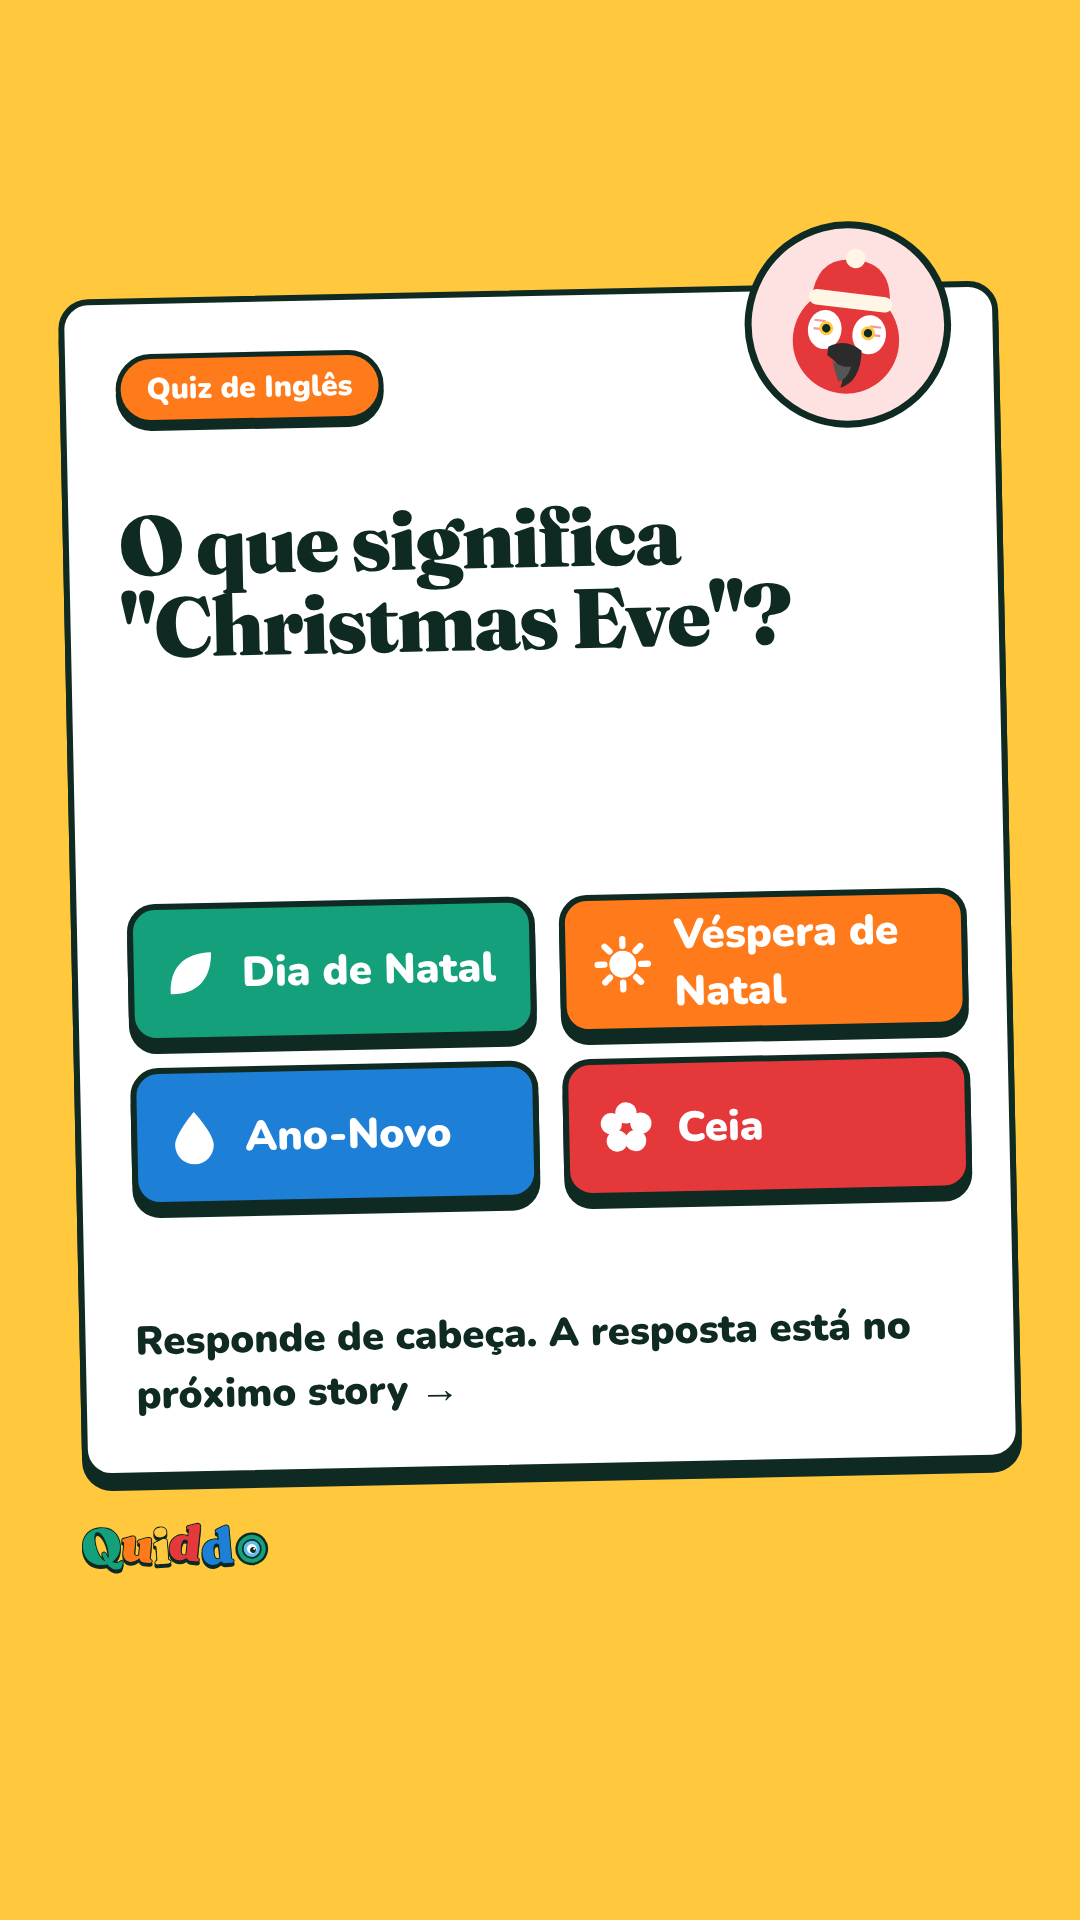 Quiz de Inglês
O que significa
"Christmas Eve"?
Dia de Natal
Véspera de
Natal
Ano-Novo
Ceia
Responde de cabeça. A resposta está no
próximo story →
Quiddo